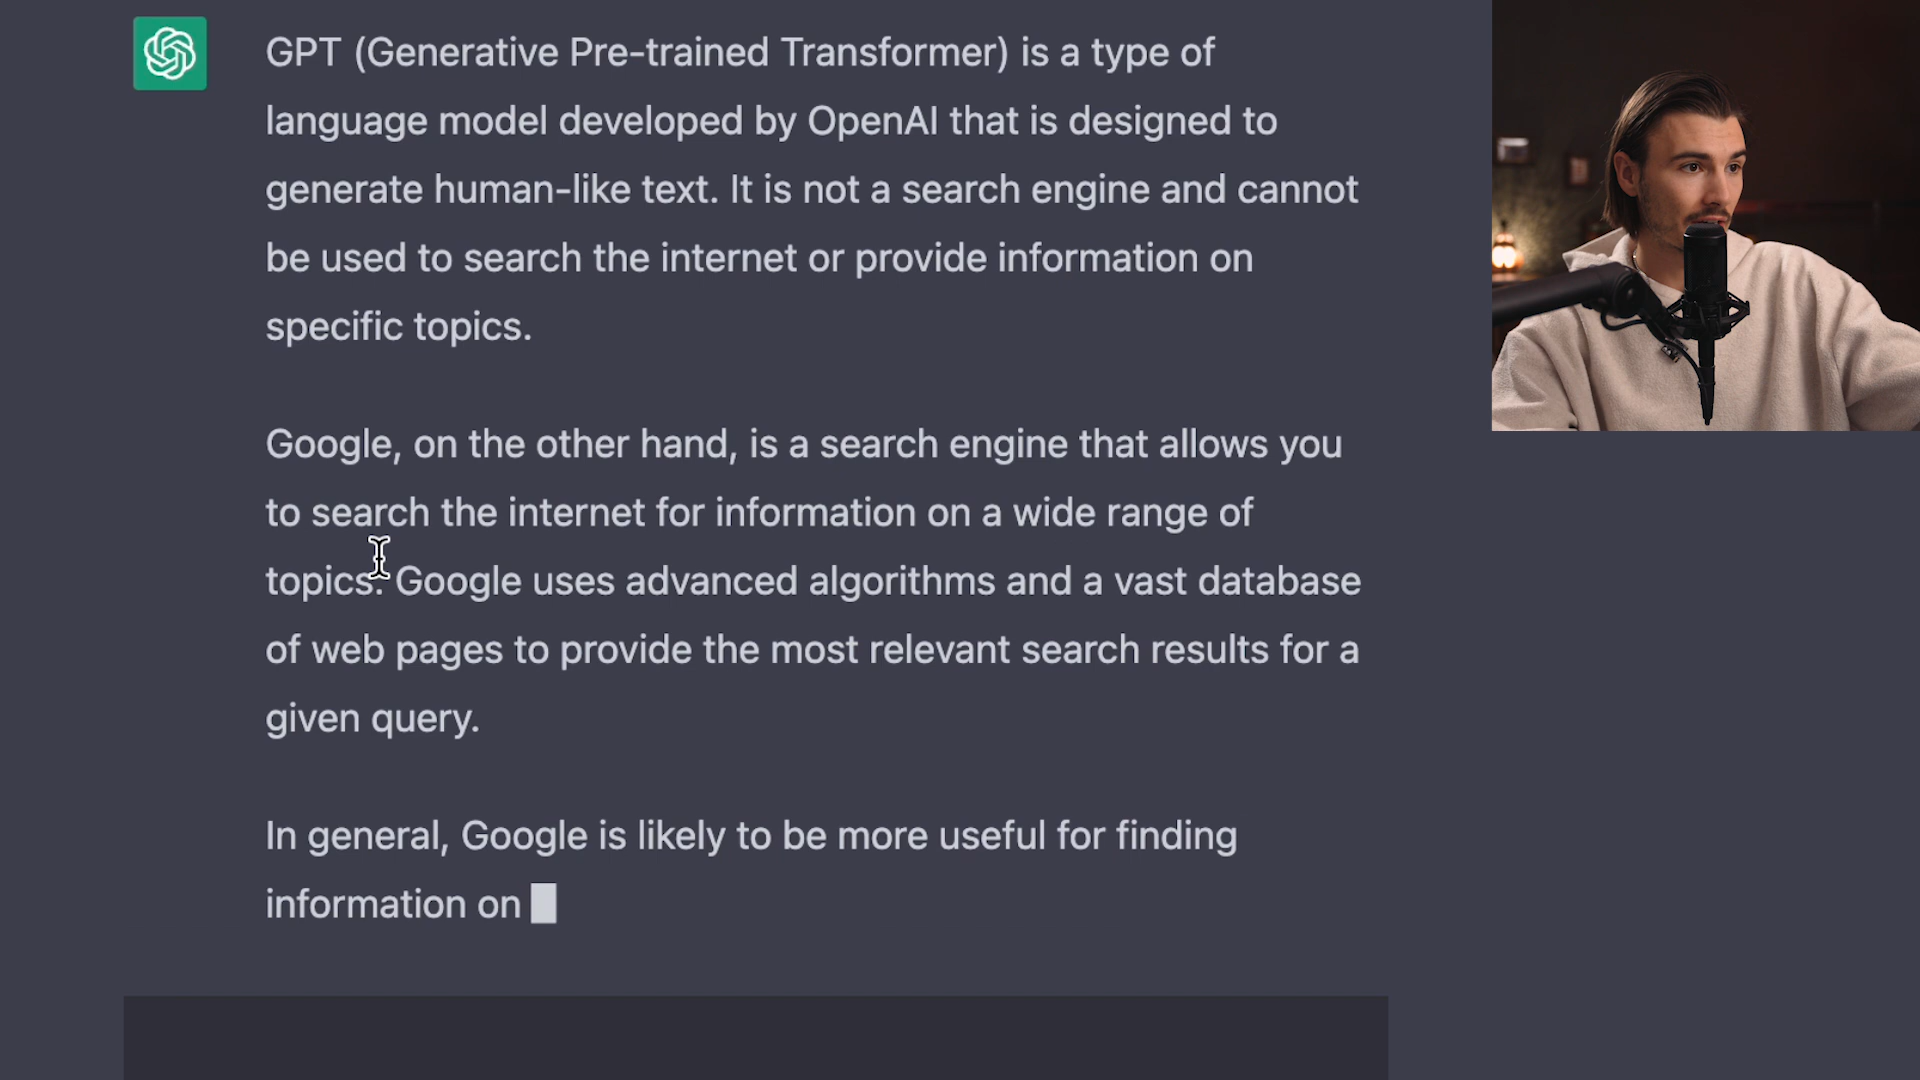 GPT (Generative Pre-trained Transformer) is a type of
language model developed by OpenAI that is designed to
generate human-like text. It is not a search engine and cannot
be used to search the internet or provide information on
specific topics.
Google, on the other hand, is a search engine that allows you
to search the internet for information on a wide range of
topics. Google uses advanced algorithms and a vast database
of web pages to provide the most relevant search results for a
given query.
In general, Google is likely to be more useful for finding
information on